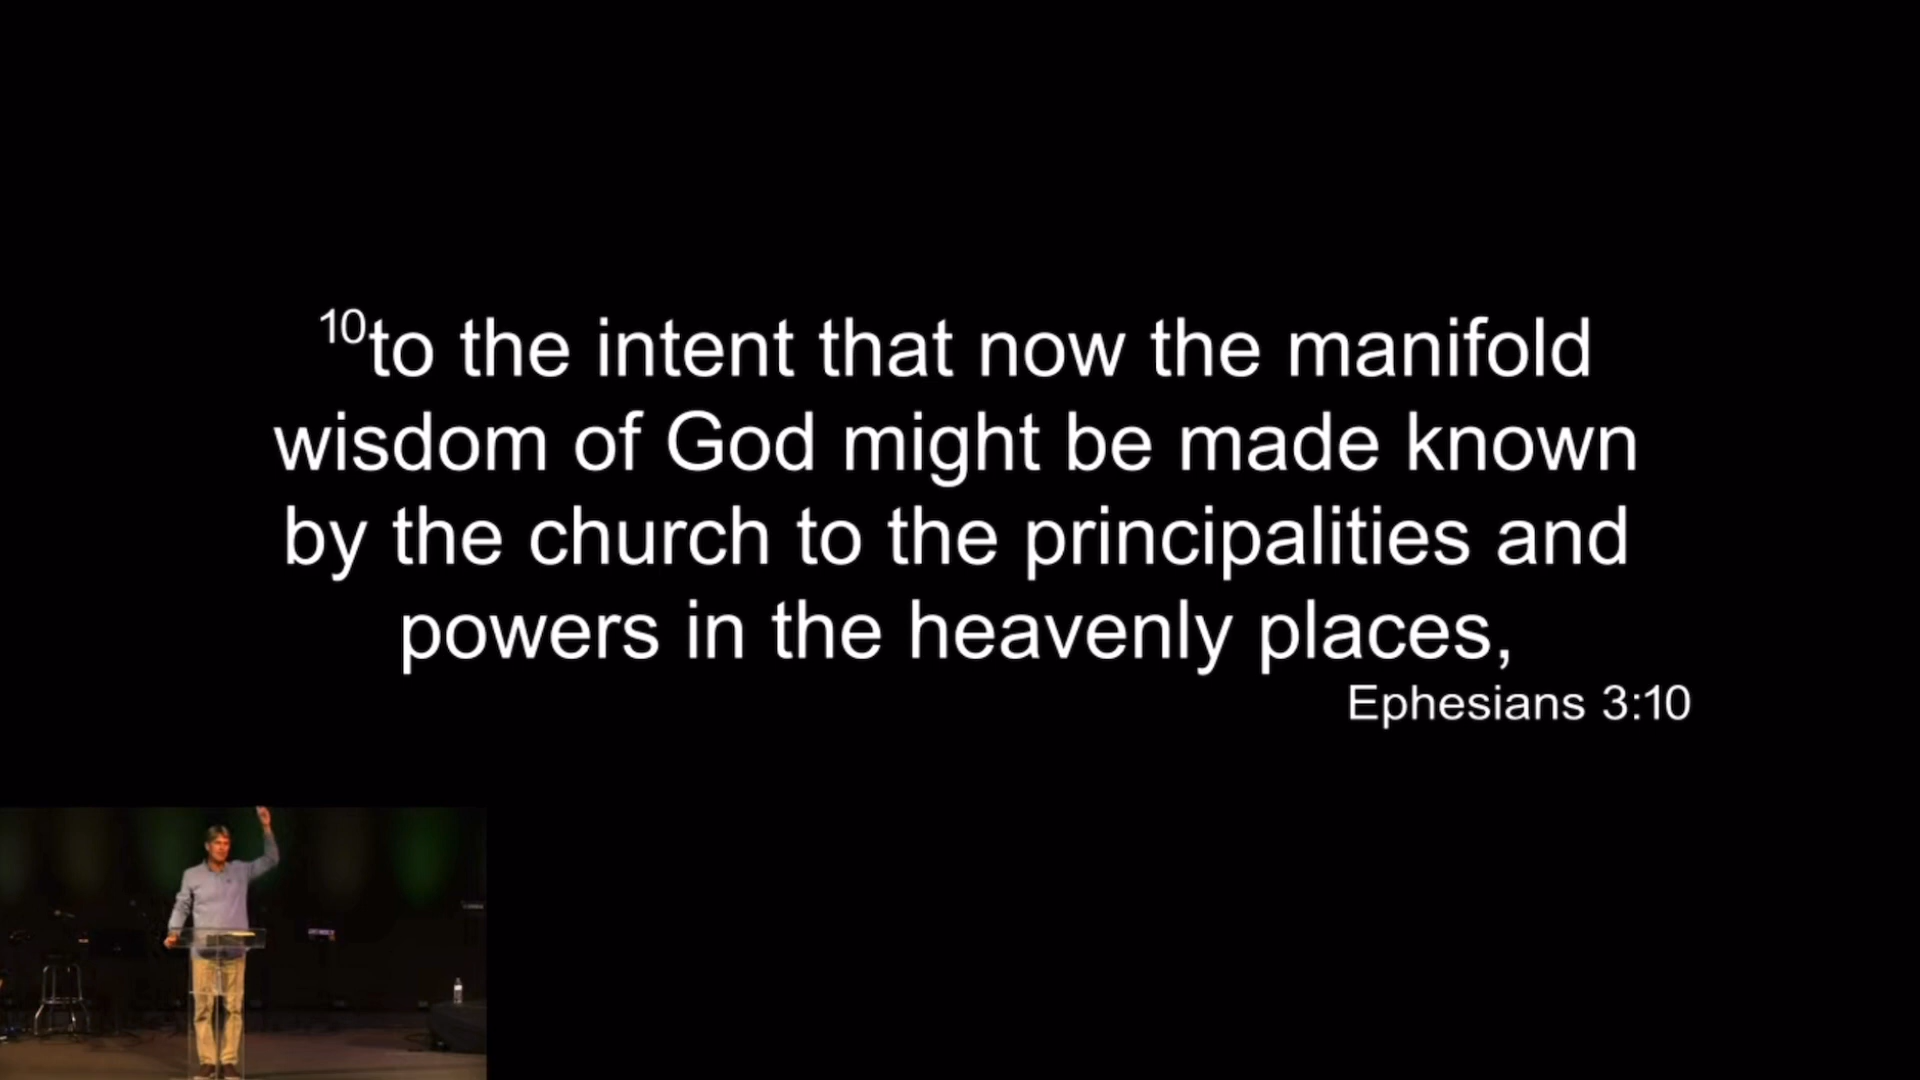 10to the intent that now the manifold
wisdom of God might be made known
by the church to the principalities and
powers in the heavenly places,
Ephesians 3:10